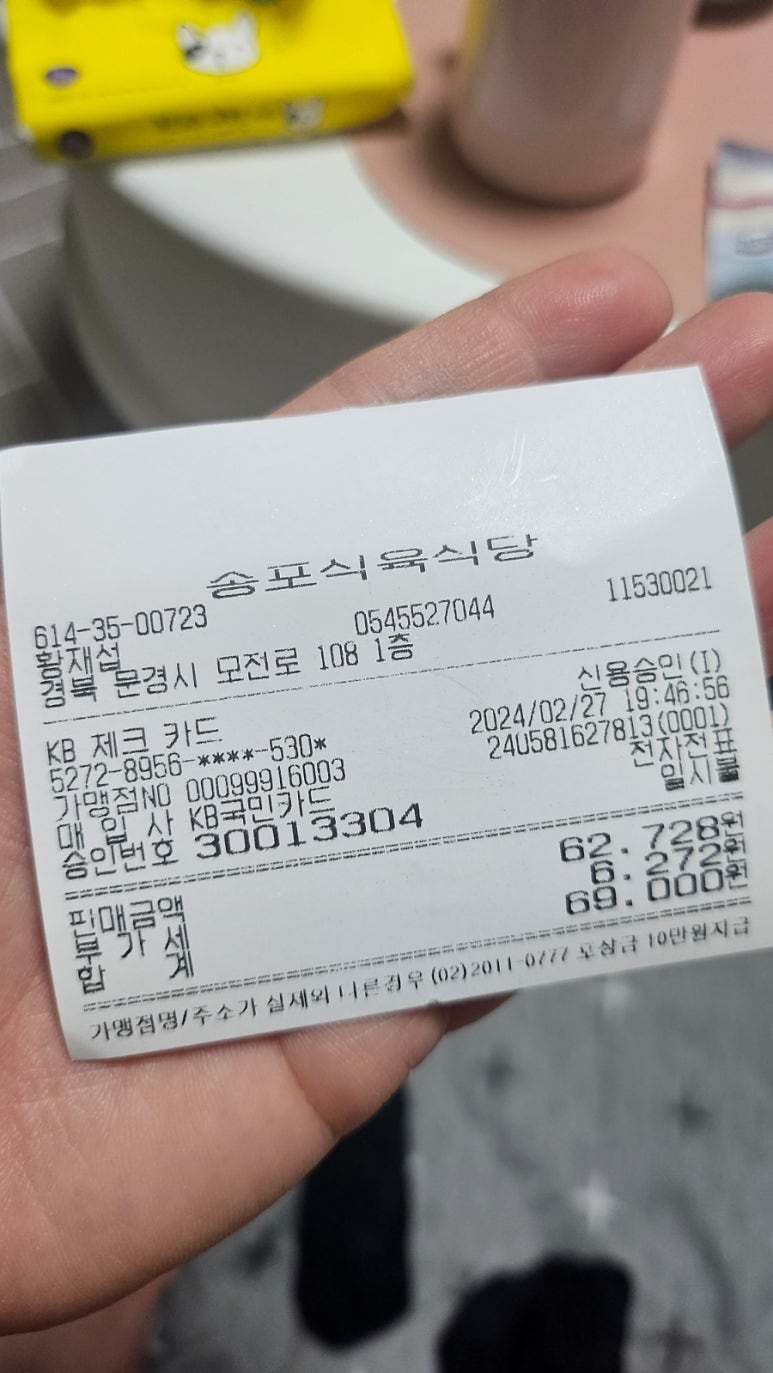 송포식육식당
614-35-00723 0545527044 11530021
황재섭
경북 문경시 모전로 108 1층
신용승인(I)
KB 체크 카드 2024/02/27 19:46:56
5272-8956-****-530* 240581627813(0001)
가맹점NO 00099916003 전자전표
매 입 사 KB국민카드 일시불
승인번호 30013304
판매금액 62.728원
부 가 세 6.272원
합 계 69.000원
가맹점명/주소가 실제와 다른경우 (02)2011-0777 포상금 10만원지급